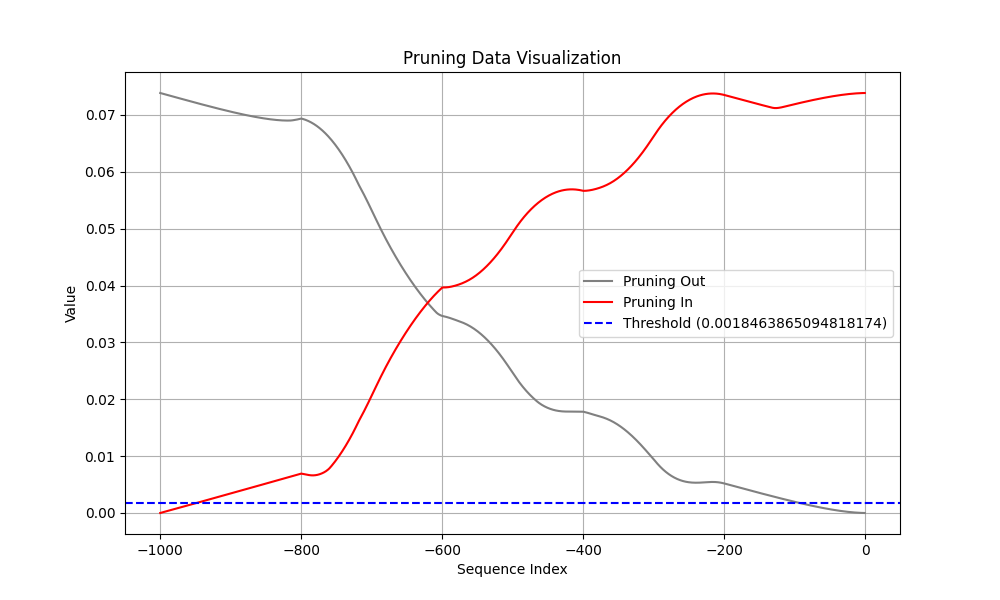 Pruning Data Visualization
0.07
0.06
0.05
0.04
0.03
0.02
0.01
0.00
Value
Pruning Out
Pruning In
Threshold (0.0018463865094818174)
−1000
−800
−600
−400
−200
0
Sequence Index